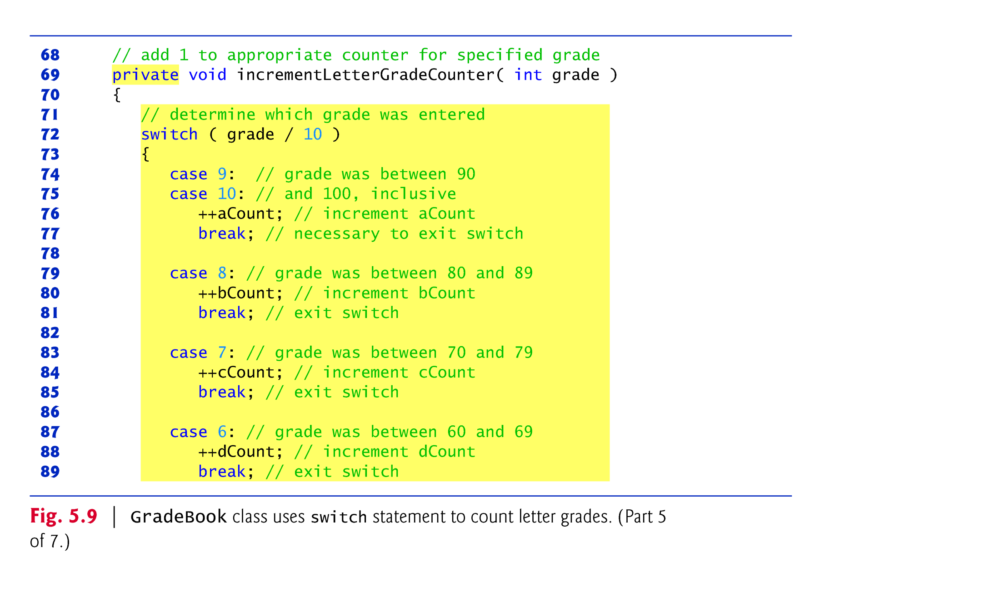 68 // add 1 to appropriate counter for specified grade
69 private void incrementLetterGradeCounter( int grade )
70 {
71 // determine which grade was entered
72 switch ( grade / 10 )
73 {
74 case 9: // grade was between 90
75 case 10: // and 100, inclusive
76 ++aCount; // increment aCount
77 break; // necessary to exit switch
78
79 case 8: // grade was between 80 and 89
80 ++bCount; // increment bCount
81 break; // exit switch
82
83 case 7: // grade was between 70 and 79
84 ++cCount; // increment cCount
85 break; // exit switch
86
87 case 6: // grade was between 60 and 69
88 ++dCount; // increment dCount
89 break; // exit switch
Fig. 5.9 | GradeBook class uses switch statement to count letter grades. (Part 5
of 7.)